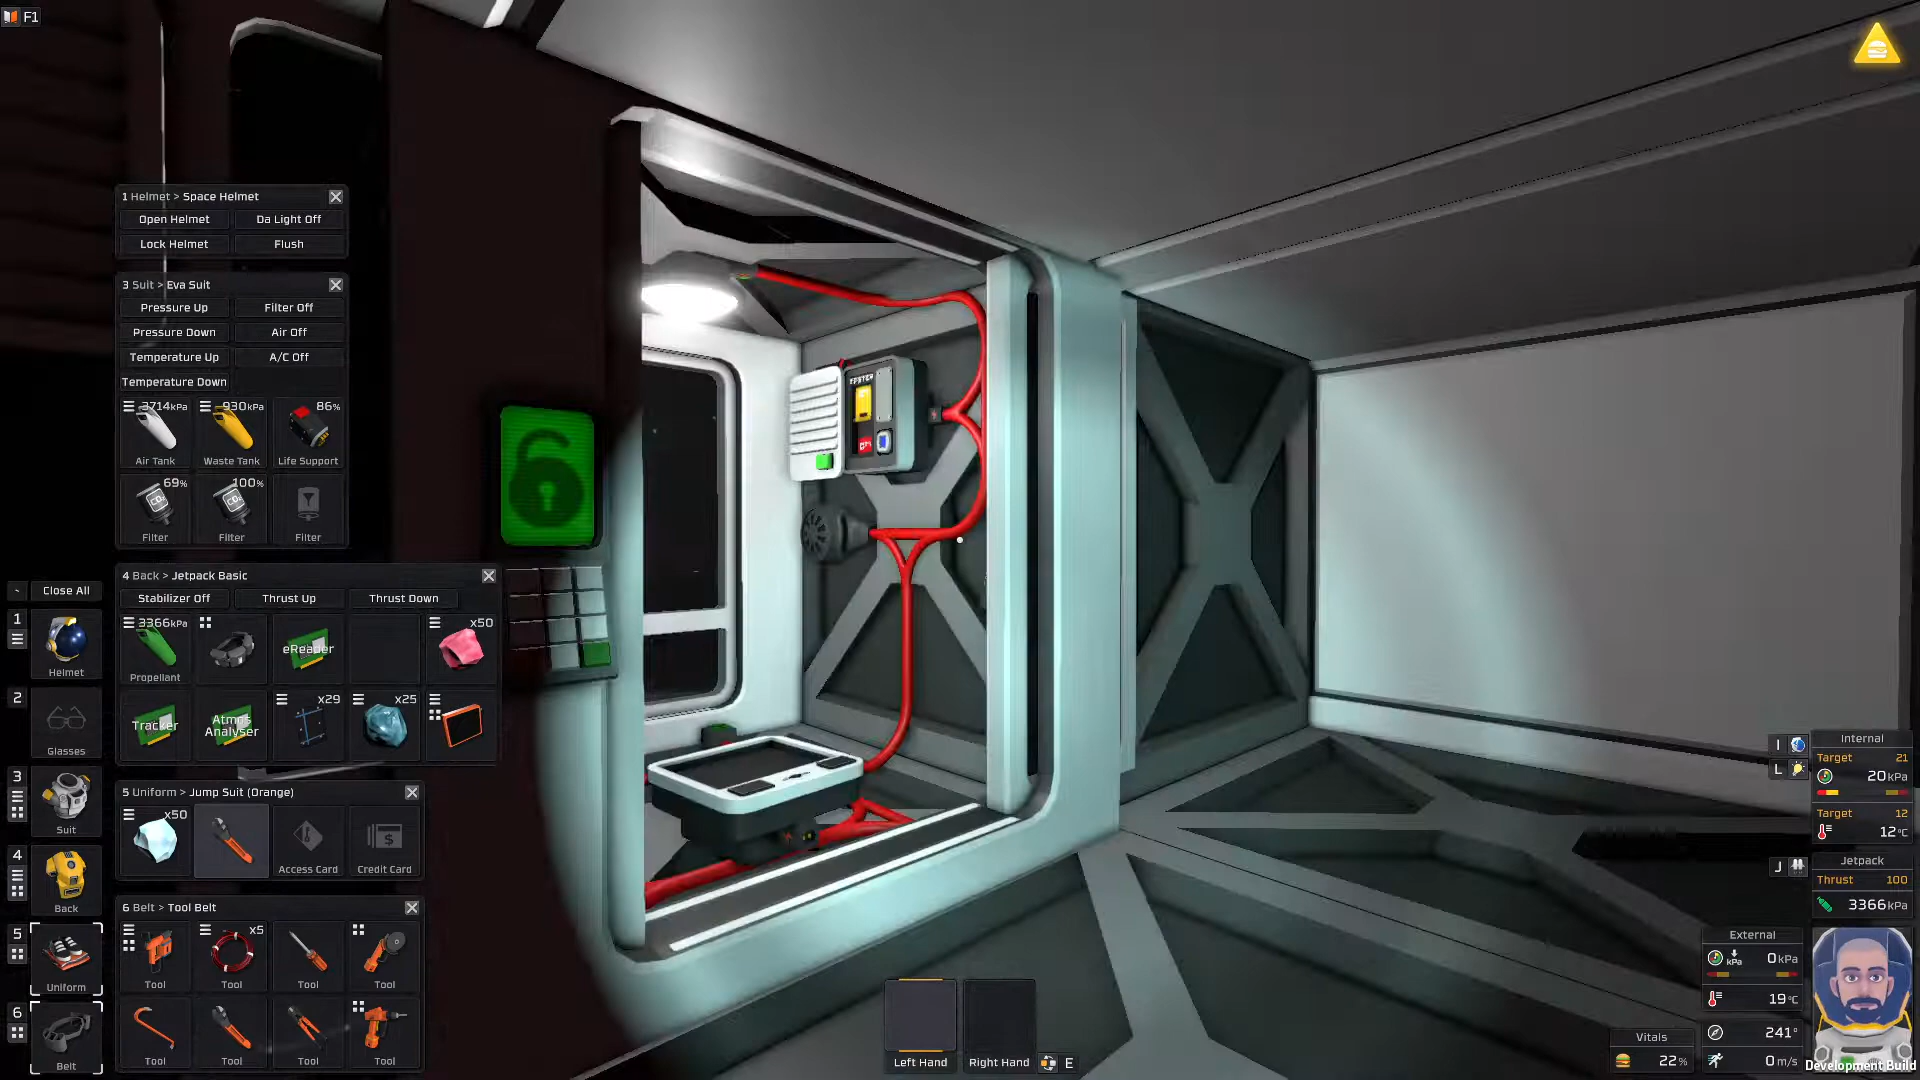 F1
1 Helmet > Space Helmet
Open Helmet
Da Light Off
Lock Helmet
Flush
3 Suit > Eva Suit
Pressure Up
Filter Off
Pressure Down
Air Off
Temperature Up
A/C Off
Temperature Down
3714kPa
930kPa
86%
Air Tank
Waste Tank
Life Support
69%
100%
Filter
Filter
Filter
4 Back > Jetpack Basic
Stabilizer Off
Thrust Up
Thrust Down
3366kPa
x50
eReader
Propellant
x29
x25
Tracker
Atmos
Analyser
5 Uniform > Jump Suit (Orange)
x50
Access Card
Credit Card
6 Belt > Tool Belt
x5
Tool
Tool
Tool
Tool
Tool
Tool
Tool
Tool
~
Close All
1
Helmet
2
Glasses
3
Suit
4
Back
5
Uniform
6
Belt
Left Hand
Right Hand
E
I
L
Internal
Target 21
20kPa
Target 12
12°C
J
Jetpack
Thrust 100
3366kPa
External
kPa
0kPa
19°C
Vitals
22%
241°
0m/s
Development Build